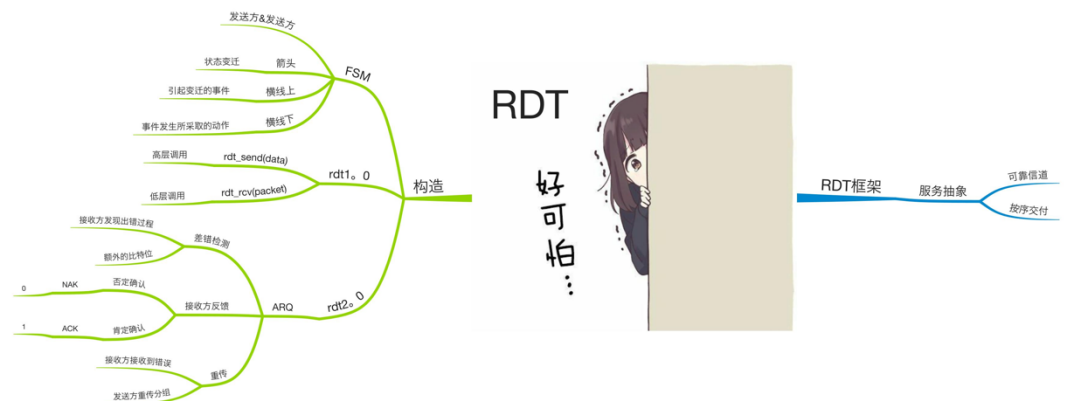 RDT
好可怕...
构造
FSM
发送方&发送方
箭头
状态变迁
横线上
引起变迁的事件
横线下
事件发生所采取的动作
rdt1。0
rdt_send(data)
高层调用
rdt_rcv(packet)
低层调用
rdt2。0
ARQ
差错检测
接收方发现出错过程
额外的比特位
接收方反馈
否定确认
NAK
0
肯定确认
ACK
1
重传
接收方接收到错误
发送方重传分组
RDT框架
服务抽象
可靠信道
按序交付